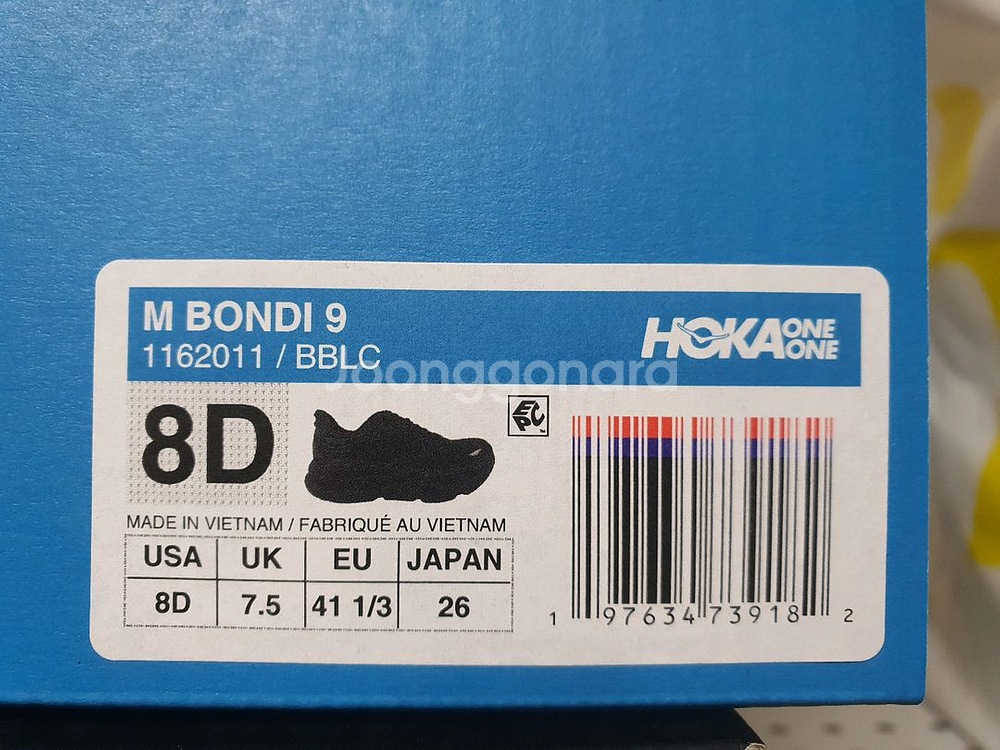 M BONDI 9
1162011 / BBLC
HOKA ONE ONE
Joonggonara
8D
EPC
MADE IN VIETNAM / FABRIQUÉ AU VIETNAM
USA UK EU JAPAN
8D 7.5 41 1/3 26
1 97634 73918 2